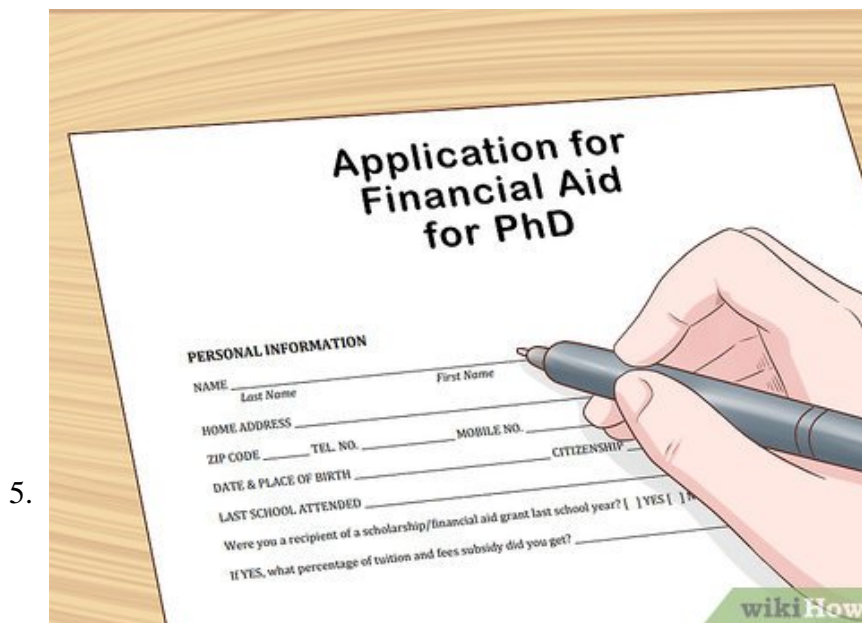 Application for
Financial Aid
for PhD
PERSONAL INFORMATION
NAME
Last Name First Name
HOME ADDRESS
ZIP CODE TEL. NO. MOBILE NO.
DATE & PLACE OF BIRTH CITIZENSHIP
LAST SCHOOL ATTENDED
Were you a recipient of a scholarship/financial aid grant last school year? [ ] YES [ ]
If YES, what percentage of tuition and fees subsidy did you get?
5.
wikiHow